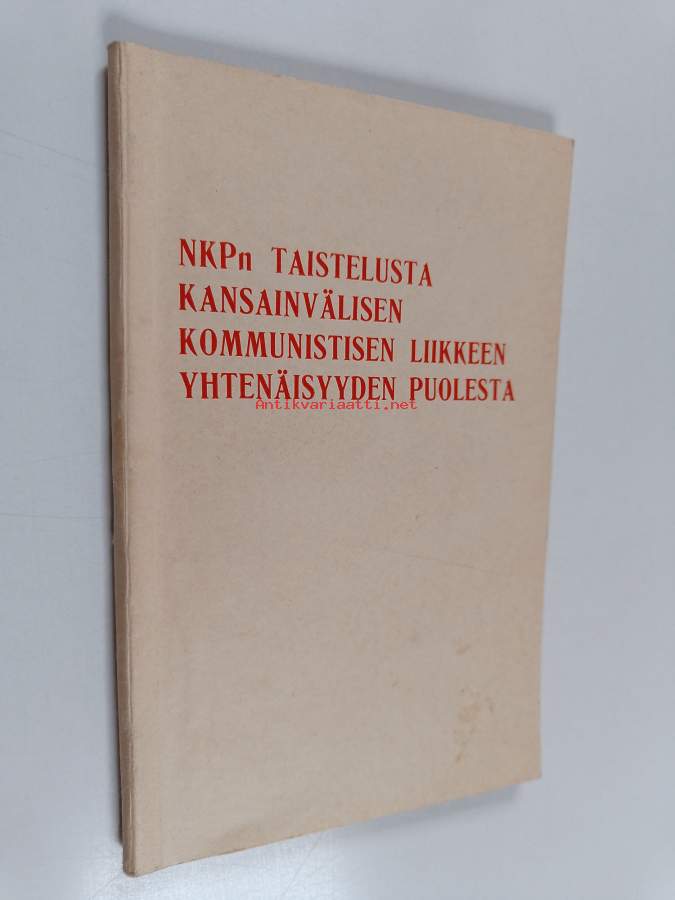 NKPn TAISTELUSTA
KANSAINVÄLISEN
KOMMUNISTISEN LIIKKEEN
YHTENÄISYYDEN PUOLESTA
Antikvariaatti.net